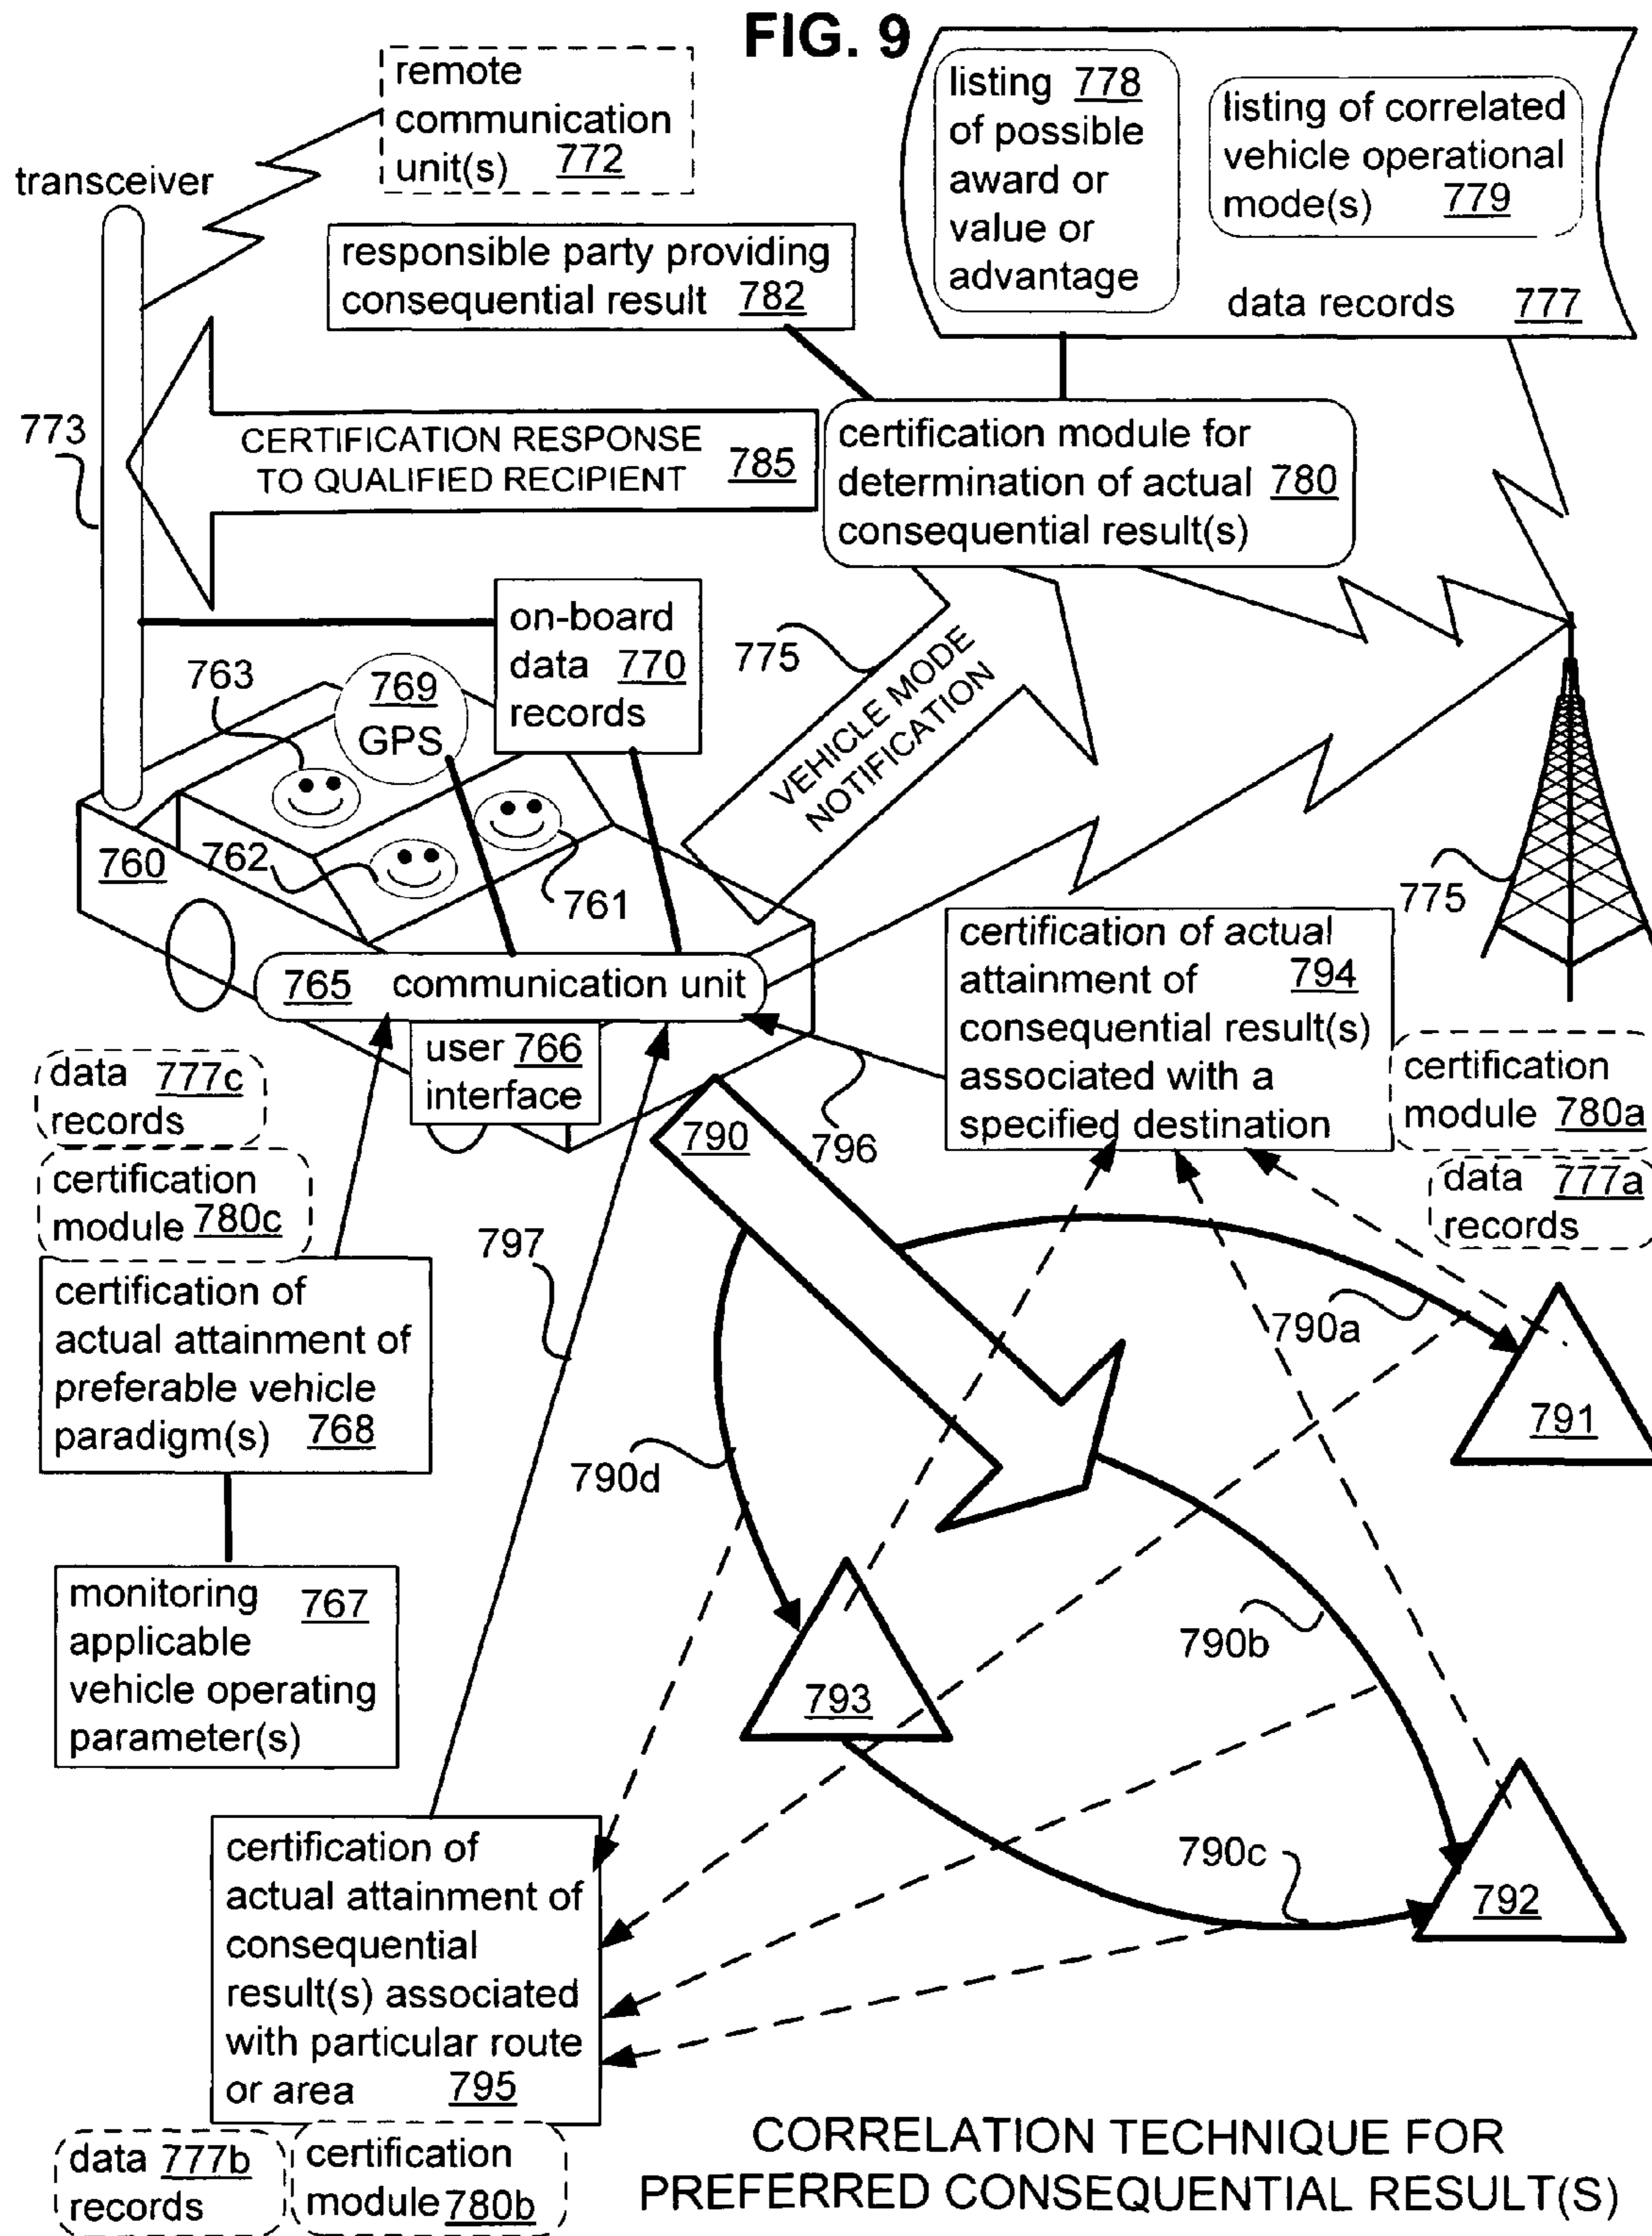 FIG. 9
remote
communication
unit(s) 772
transceiver
listing 778
of possible
award or
value or
advantage
listing of correlated
vehicle operational
mode(s) 779
data records 777
responsible party providing
consequential result 782
773
CERTIFICATION RESPONSE
TO QUALIFIED RECIPIENT 785
certification module for
determination of actual 780
consequential result(s)
on-board
data 770
records
775
VEHICLE MODE
NOTIFICATION
763
769
GPS
760
762
761
775
765 communication unit
user 766
interface
certification of actual
attainment of 794
consequential result(s)
associated with a
specified destination
certification
module 780a
data 777a
records
data 777c
records
certification
module 780c
790
796
797
certification of
actual attainment of
preferable vehicle
paradigm(s) 768
790a
791
790d
monitoring 767
applicable
vehicle operating
parameter(s)
790b
793
certification of
actual attainment of
consequential
result(s) associated
with particular route
or area 795
790c
792
data 777b
records
certification
module 780b
CORRELATION TECHNIQUE FOR
PREFERRED CONSEQUENTIAL RESULT(S)